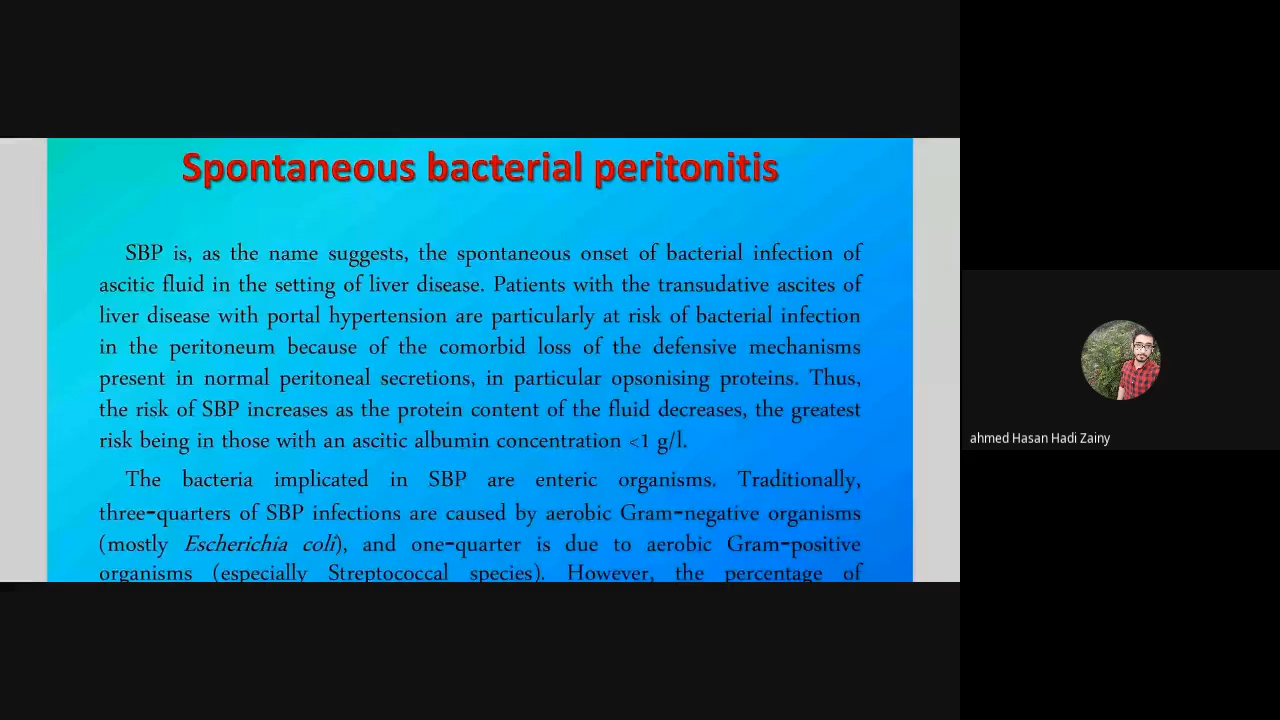 Spontaneous bacterial peritonitis
SBP is, as the name suggests, the spontaneous onset of bacterial infection of
ascitic fluid in the setting of liver disease. Patients with the transudative ascites of
liver disease with portal hypertension are particularly at risk of bacterial infection
in the peritoneum because of the comorbid loss of the defensive mechanisms
present in normal peritoneal secretions, in particular opsonising proteins. Thus,
the risk of SBP increases as the protein content of the fluid decreases, the greatest
risk being in those with an ascitic albumin concentration <1 g/l.
The bacteria implicated in SBP are enteric organisms. Traditionally,
three-quarters of SBP infections are caused by aerobic Gram-negative organisms
(mostly Escherichia coli), and one-quarter is due to aerobic Gram-positive
organisms (especially Streptococcal species). However, the percentage of
ahmed Hasan Hadi Zainy